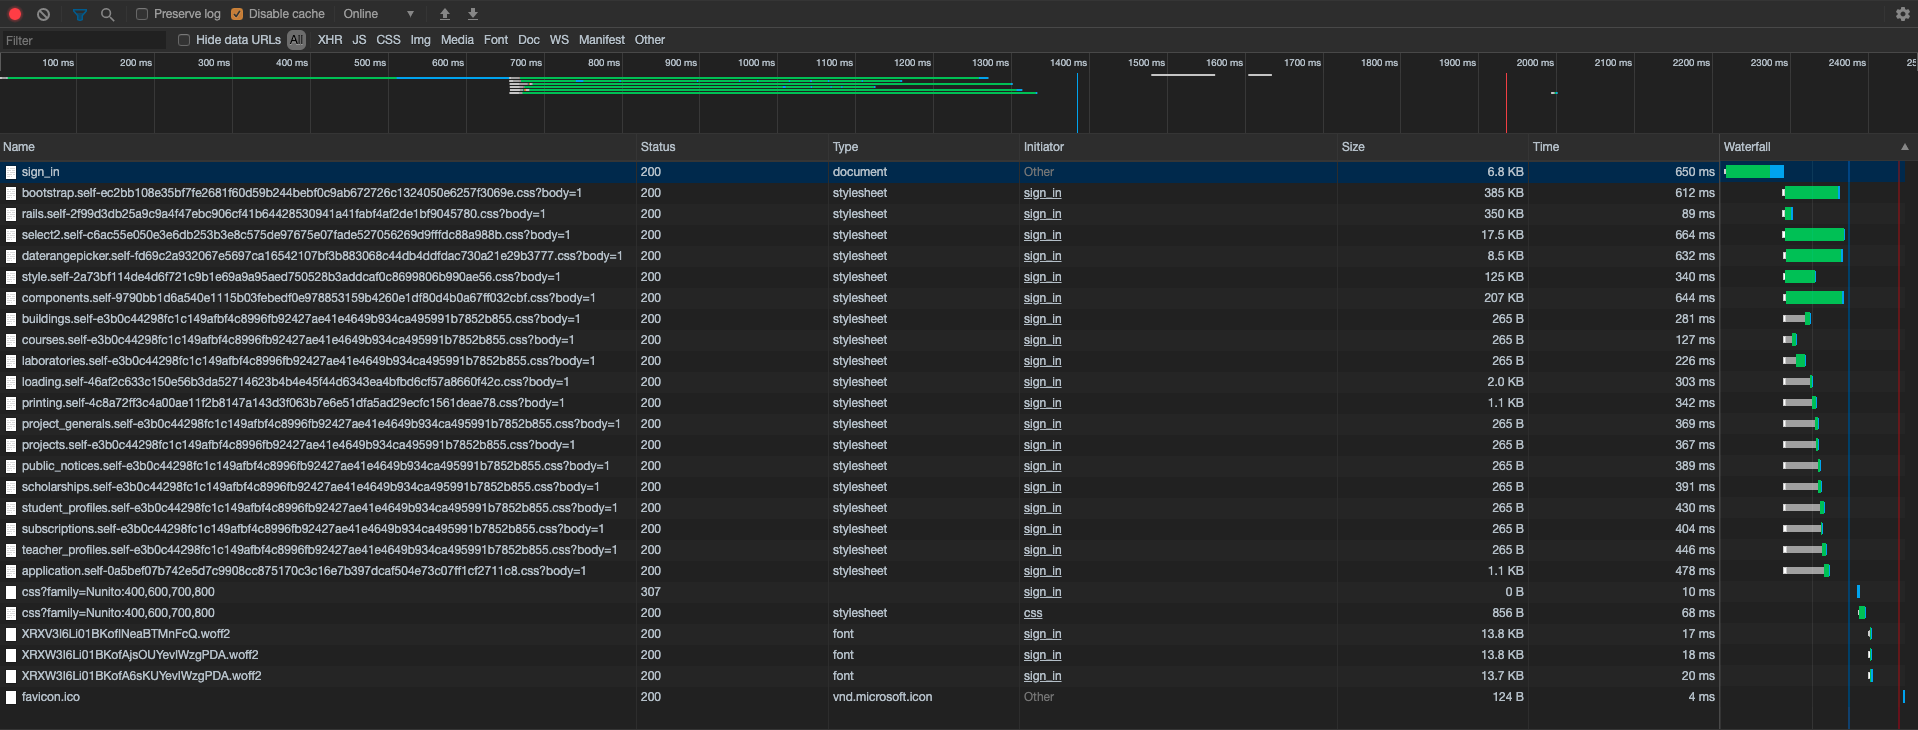 Preserve log Disable cache Online
Filter Hide data URLs All XHR JS CSS Img Media Font Doc WS Manifest Other
100 ms 200 ms 300 ms 400 ms 500 ms 600 ms 700 ms 800 ms 900 ms 1000 ms 1100 ms 1200 ms 1300 ms 1400 ms 1500 ms 1600 ms 1700 ms 1800 ms 1900 ms 2000 ms 2100 ms 2200 ms 2300 ms 2400 ms 25
Name Status Type Initiator Size Time Waterfall
sign_in 200 document Other 6.8 KB 650 ms
bootstrap.self-ec2bb108e35bf7fe2681f60d59b244bebf0c9ab672726c1324050e6257f3069e.css?body=1 200 stylesheet sign_in 385 KB 612 ms
rails.self-2f99d3db25a9c9a4f47ebc906cf41b64428530941a41fabf4af2de1bf9045780.css?body=1 200 stylesheet sign_in 350 KB 89 ms
select2.self-c6ac55e050e3e6db253b3e8c575de97675e07fade527056269d9fffdc88a988b.css?body=1 200 stylesheet sign_in 17.5 KB 664 ms
daterangepicker.self-fd69c2a932067e5697ca16542107bf3b883068c44db4ddfdac730a21e29b3777.css?body=1 200 stylesheet sign_in 8.5 KB 632 ms
style.self-2a73bf114de4d6f721c9b1e69a9a95aed750528b3addcaf0c8699806b990ae56.css?body=1 200 stylesheet sign_in 125 KB 340 ms
components.self-9790bb1d6a540e1115b03febedf0e978853159b4260e1df80d4b0a67ff032cbf.css?body=1 200 stylesheet sign_in 207 KB 644 ms
buildings.self-e3b0c44298fc1c149afbf4c8996fb92427ae41e4649b934ca495991b7852b855.css?body=1 200 stylesheet sign_in 265 B 281 ms
courses.self-e3b0c44298fc1c149afbf4c8996fb92427ae41e4649b934ca495991b7852b855.css?body=1 200 stylesheet sign_in 265 B 127 ms
laboratories.self-e3b0c44298fc1c149afbf4c8996fb92427ae41e4649b934ca495991b7852b855.css?body=1 200 stylesheet sign_in 265 B 226 ms
loading.self-46af2c633c150e56b3da52714623b4b4e45f44d6343ea4bfbd6cf57a8660f42c.css?body=1 200 stylesheet sign_in 2.0 KB 303 ms
printing.self-4c8a72ff3c4a00ae11f2b8147a143d3f063b7e6e51dfa5ad29ecfc1561deae78.css?body=1 200 stylesheet sign_in 1.1 KB 342 ms
project_generals.self-e3b0c44298fc1c149afbf4c8996fb92427ae41e4649b934ca495991b7852b855.css?body=1 200 stylesheet sign_in 265 B 369 ms
projects.self-e3b0c44298fc1c149afbf4c8996fb92427ae41e4649b934ca495991b7852b855.css?body=1 200 stylesheet sign_in 265 B 367 ms
public_notices.self-e3b0c44298fc1c149afbf4c8996fb92427ae41e4649b934ca495991b7852b855.css?body=1 200 stylesheet sign_in 265 B 389 ms
scholarships.self-e3b0c44298fc1c149afbf4c8996fb92427ae41e4649b934ca495991b7852b855.css?body=1 200 stylesheet sign_in 265 B 391 ms
student_profiles.self-e3b0c44298fc1c149afbf4c8996fb92427ae41e4649b934ca495991b7852b855.css?body=1 200 stylesheet sign_in 265 B 430 ms
subscriptions.self-e3b0c44298fc1c149afbf4c8996fb92427ae41e4649b934ca495991b7852b855.css?body=1 200 stylesheet sign_in 265 B 404 ms
teacher_profiles.self-e3b0c44298fc1c149afbf4c8996fb92427ae41e4649b934ca495991b7852b855.css?body=1 200 stylesheet sign_in 265 B 446 ms
application.self-0a5bef07b742e5d7c9908cc875170c3c16e7b397dcaf504e73c07ff1cf2711c8.css?body=1 200 stylesheet sign_in 1.1 KB 478 ms
css?family=Nunito:400,600,700,800 307 sign_in 0 B 10 ms
css?family=Nunito:400,600,700,800 200 stylesheet css 856 B 68 ms
XRXV3I6Li01BKofINeaBTMnFcQ.woff2 200 font sign_in 13.8 KB 17 ms
XRXW3I6Li01BKofAjsOUYevIWzgPDA.woff2 200 font sign_in 13.8 KB 18 ms
XRXW3I6Li01BKofA6sKUYevIWzgPDA.woff2 200 font sign_in 13.7 KB 20 ms
favicon.ico 200 vnd.microsoft.icon Other 124 B 4 ms